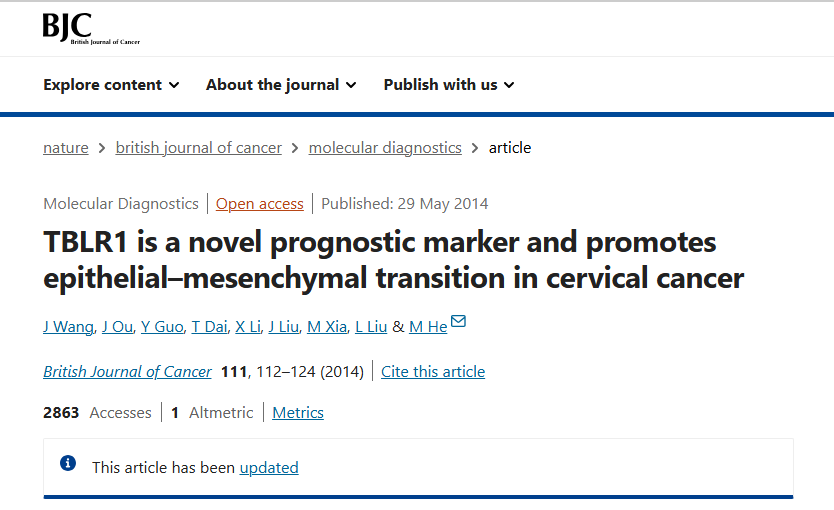 BJC
British Journal of Cancer
Explore content About the journal Publish with us
nature > british journal of cancer > molecular diagnostics > article
Molecular Diagnostics | Open access | Published: 29 May 2014
TBLR1 is a novel prognostic marker and promotes
epithelial–mesenchymal transition in cervical cancer
J Wang, J Ou, Y Guo, T Dai, X Li, J Liu, M Xia, L Liu & M He
British Journal of Cancer 111, 112–124 (2014) | Cite this article
2863 Accesses | 1 Altmetric | Metrics
This article has been updated